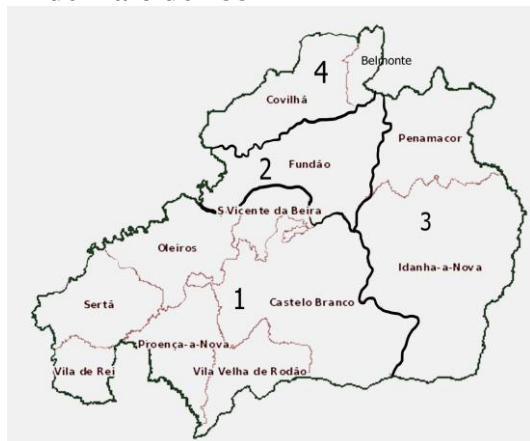 Belmonte
4
Covilhã
Penamacor
2
Fundão
S.Vicente da Beira
3
Oleiros
Idanha-a-Nova
1
Castelo Branco
Sertã
Proença-a-Nova
Vila de Rei
Vila Velha de Rodão